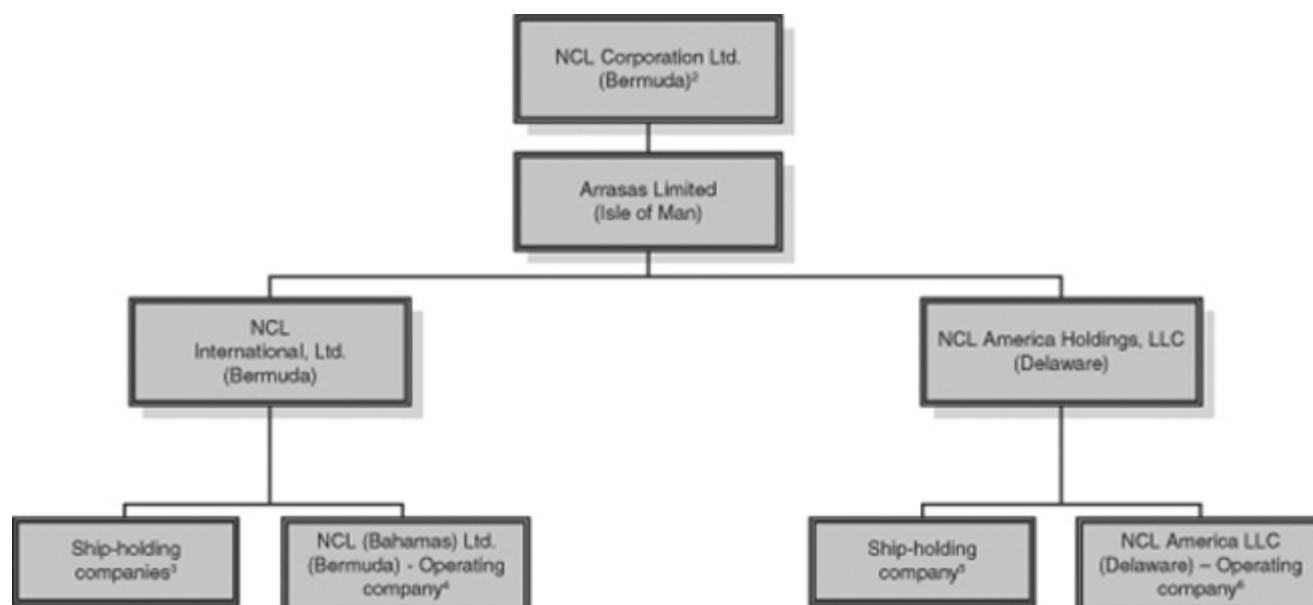 NCL Corporation Ltd.
(Bermuda)²
Arrasas Limited
(Isle of Man)
NCL
International, Ltd.
(Bermuda)
NCL America Holdings, LLC
(Delaware)
Ship-holding
companies³
NCL (Bahamas) Ltd.
(Bermuda) - Operating
company⁴
Ship-holding
company⁵
NCL America LLC
(Delaware) – Operating
company⁶